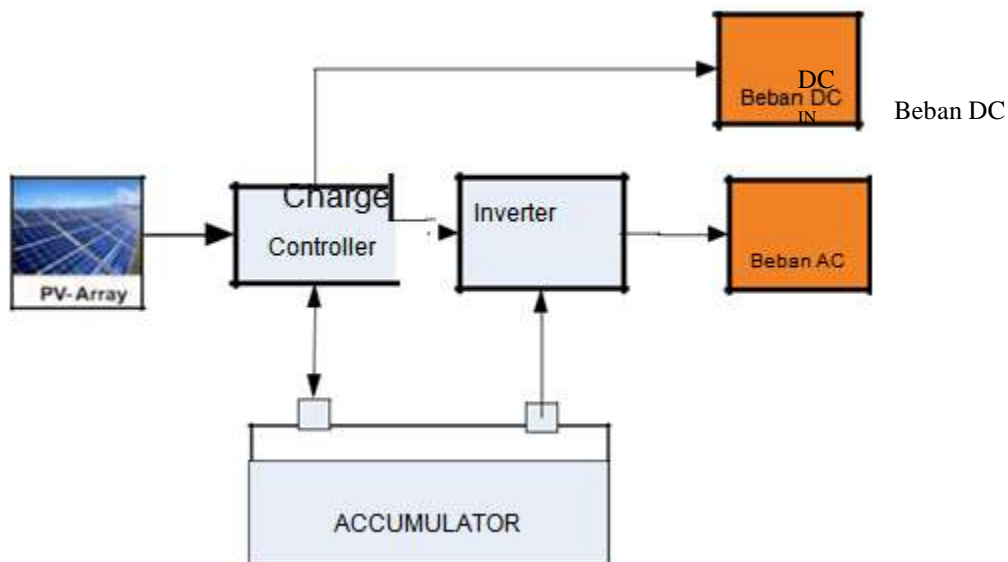 DC
Beban DC
IN
Beban DC
Charge
Controller
Inverter
PV-Array
Beban AC
ACCUMULATOR